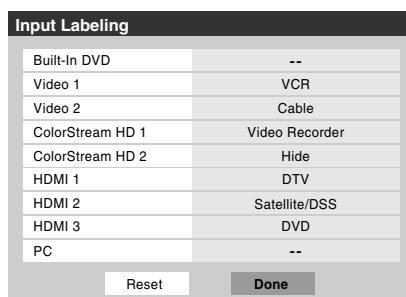 Input Labeling
Built-In DVD --
Video 1 VCR
Video 2 Cable
ColorStream HD 1 Video Recorder
ColorStream HD 2 Hide
HDMI 1 DTV
HDMI 2 Satellite/DSS
HDMI 3 DVD
PC --
Reset Done